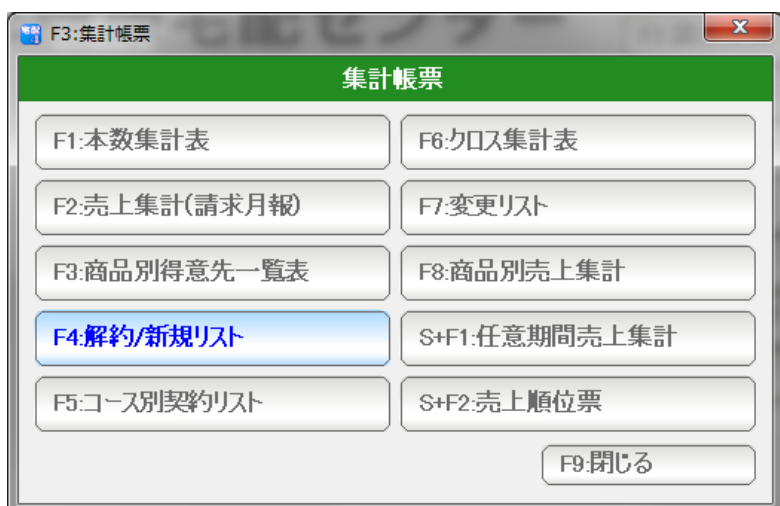 F3:集計帳票
集計帳票
F1:本数集計表
F2:売上集計(請求月報)
F3:商品別得意先一覧表
F4:解約/新規リスト
F5:コース別契約リスト
F6:クロス集計表
F7:変更リスト
F8:商品別売上集計
S+F1:任意期間売上集計
S+F2:売上順位票
F9:閉じる